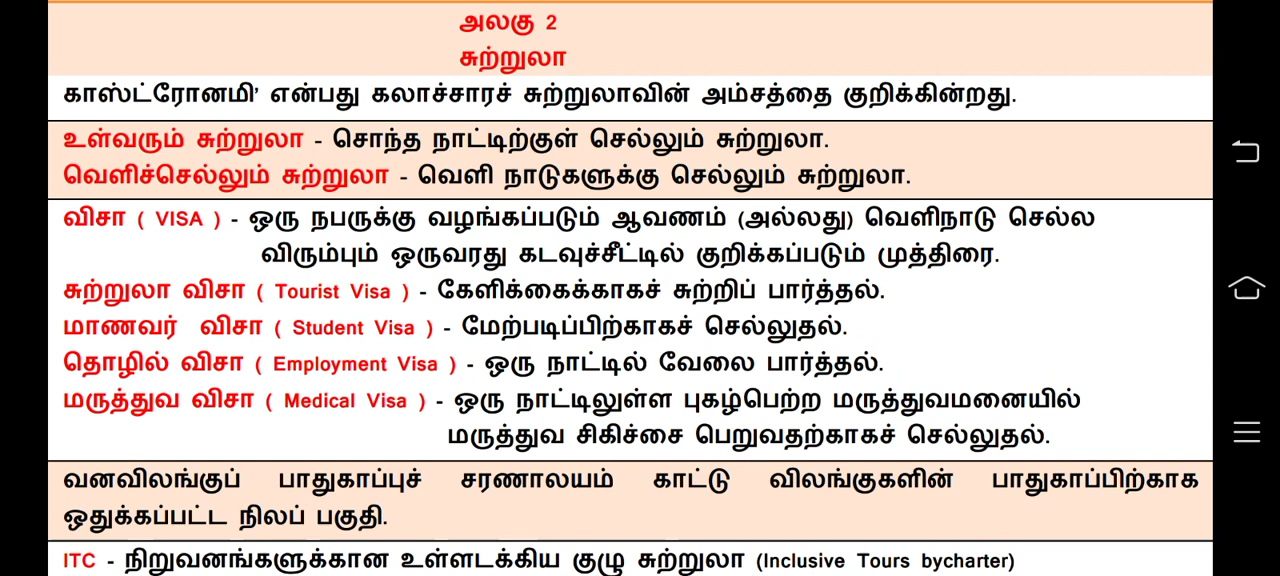 அலகு 2
சுற்றுலா
காஸ்ட்ரோனமி' என்பது கலாச்சாரச் சுற்றுலாவின் அம்சத்தை குறிக்கின்றது.
உள்வரும் சுற்றுலா - சொந்த நாட்டிற்குள் செல்லும் சுற்றுலா.
வெளிச்செல்லும் சுற்றுலா - வெளி நாடுகளுக்கு செல்லும் சுற்றுலா.
விசா ( VISA ) - ஒரு நபருக்கு வழங்கப்படும் ஆவணம் (அல்லது) வெளிநாடு செல்ல
விரும்பும் ஒருவரது கடவுச்சீட்டில் குறிக்கப்படும் முத்திரை.
சுற்றுலா விசா ( Tourist Visa ) - கேளிக்கைக்காகச் சுற்றிப் பார்த்தல்.
மாணவர் விசா ( Student Visa ) - மேற்படிப்பிற்காகச் செல்லுதல்.
தொழில் விசா ( Employment Visa ) - ஒரு நாட்டில் வேலை பார்த்தல்.
மருத்துவ விசா ( Medical Visa ) - ஒரு நாட்டிலுள்ள புகழ்பெற்ற மருத்துவமனையில்
மருத்துவ சிகிச்சை பெறுவதற்காகச் செல்லுதல்.
வனவிலங்குப் பாதுகாப்புச் சரணாலயம் காட்டு விலங்குகளின் பாதுகாப்பிற்காக
ஒதுக்கப்பட்ட நிலப் பகுதி.
ITC - நிறுவனங்களுக்கான உள்ளடக்கிய குழு சுற்றுலா (Inclusive Tours bycharter)